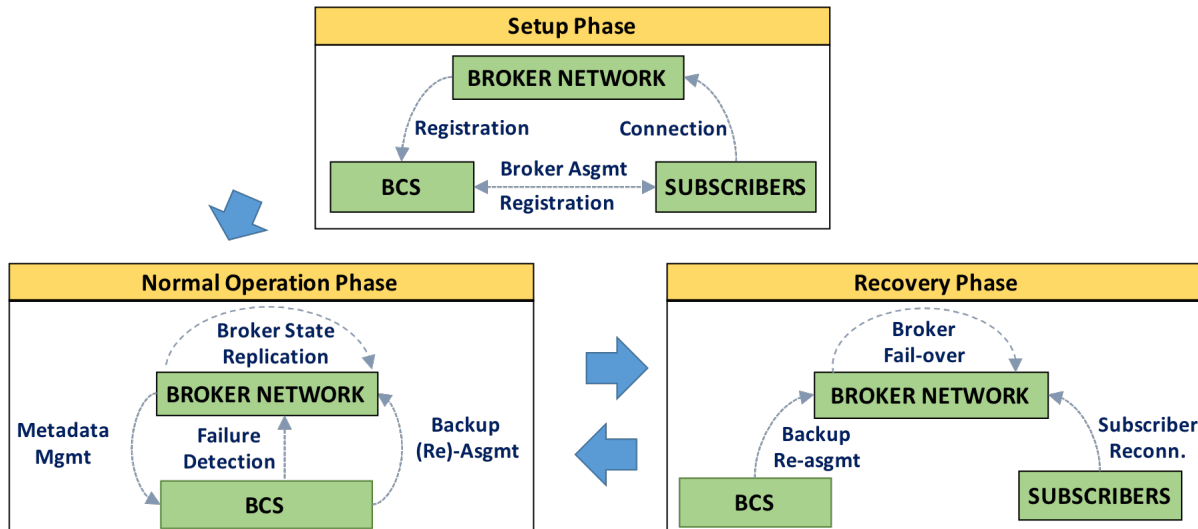 Setup Phase
BROKER NETWORK
Registration
Connection
Broker Asgmt
BCS
SUBSCRIBERS
Registration
Normal Operation Phase
Broker State
Replication
BROKER NETWORK
Metadata
Mgmt
Failure
Detection
Backup
(Re)-Asgmt
BCS
Recovery Phase
Broker
Fail-over
BROKER NETWORK
Backup
Re-asgmt
Subscriber
Reconn.
BCS
SUBSCRIBERS